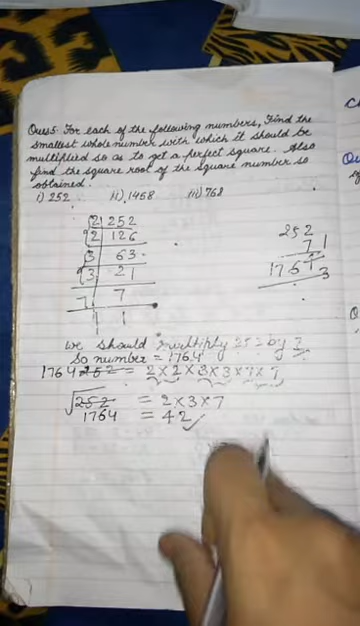 Ques5: For each of the following numbers, Find the
smallest whole number with which it should be
multiplied so as to get a perfect square. Also
find the square root of the square number so
obtained.
i) 252 ii) 1458 iii) 768
2 252
2 126
3 63
3 21
7 7
1 1
252
7
1764
we should multiply 252 by 7
So number = 1764
1764 252 = 2×2×3×3×7×7
√252 = 2×3×7
1764 = 42